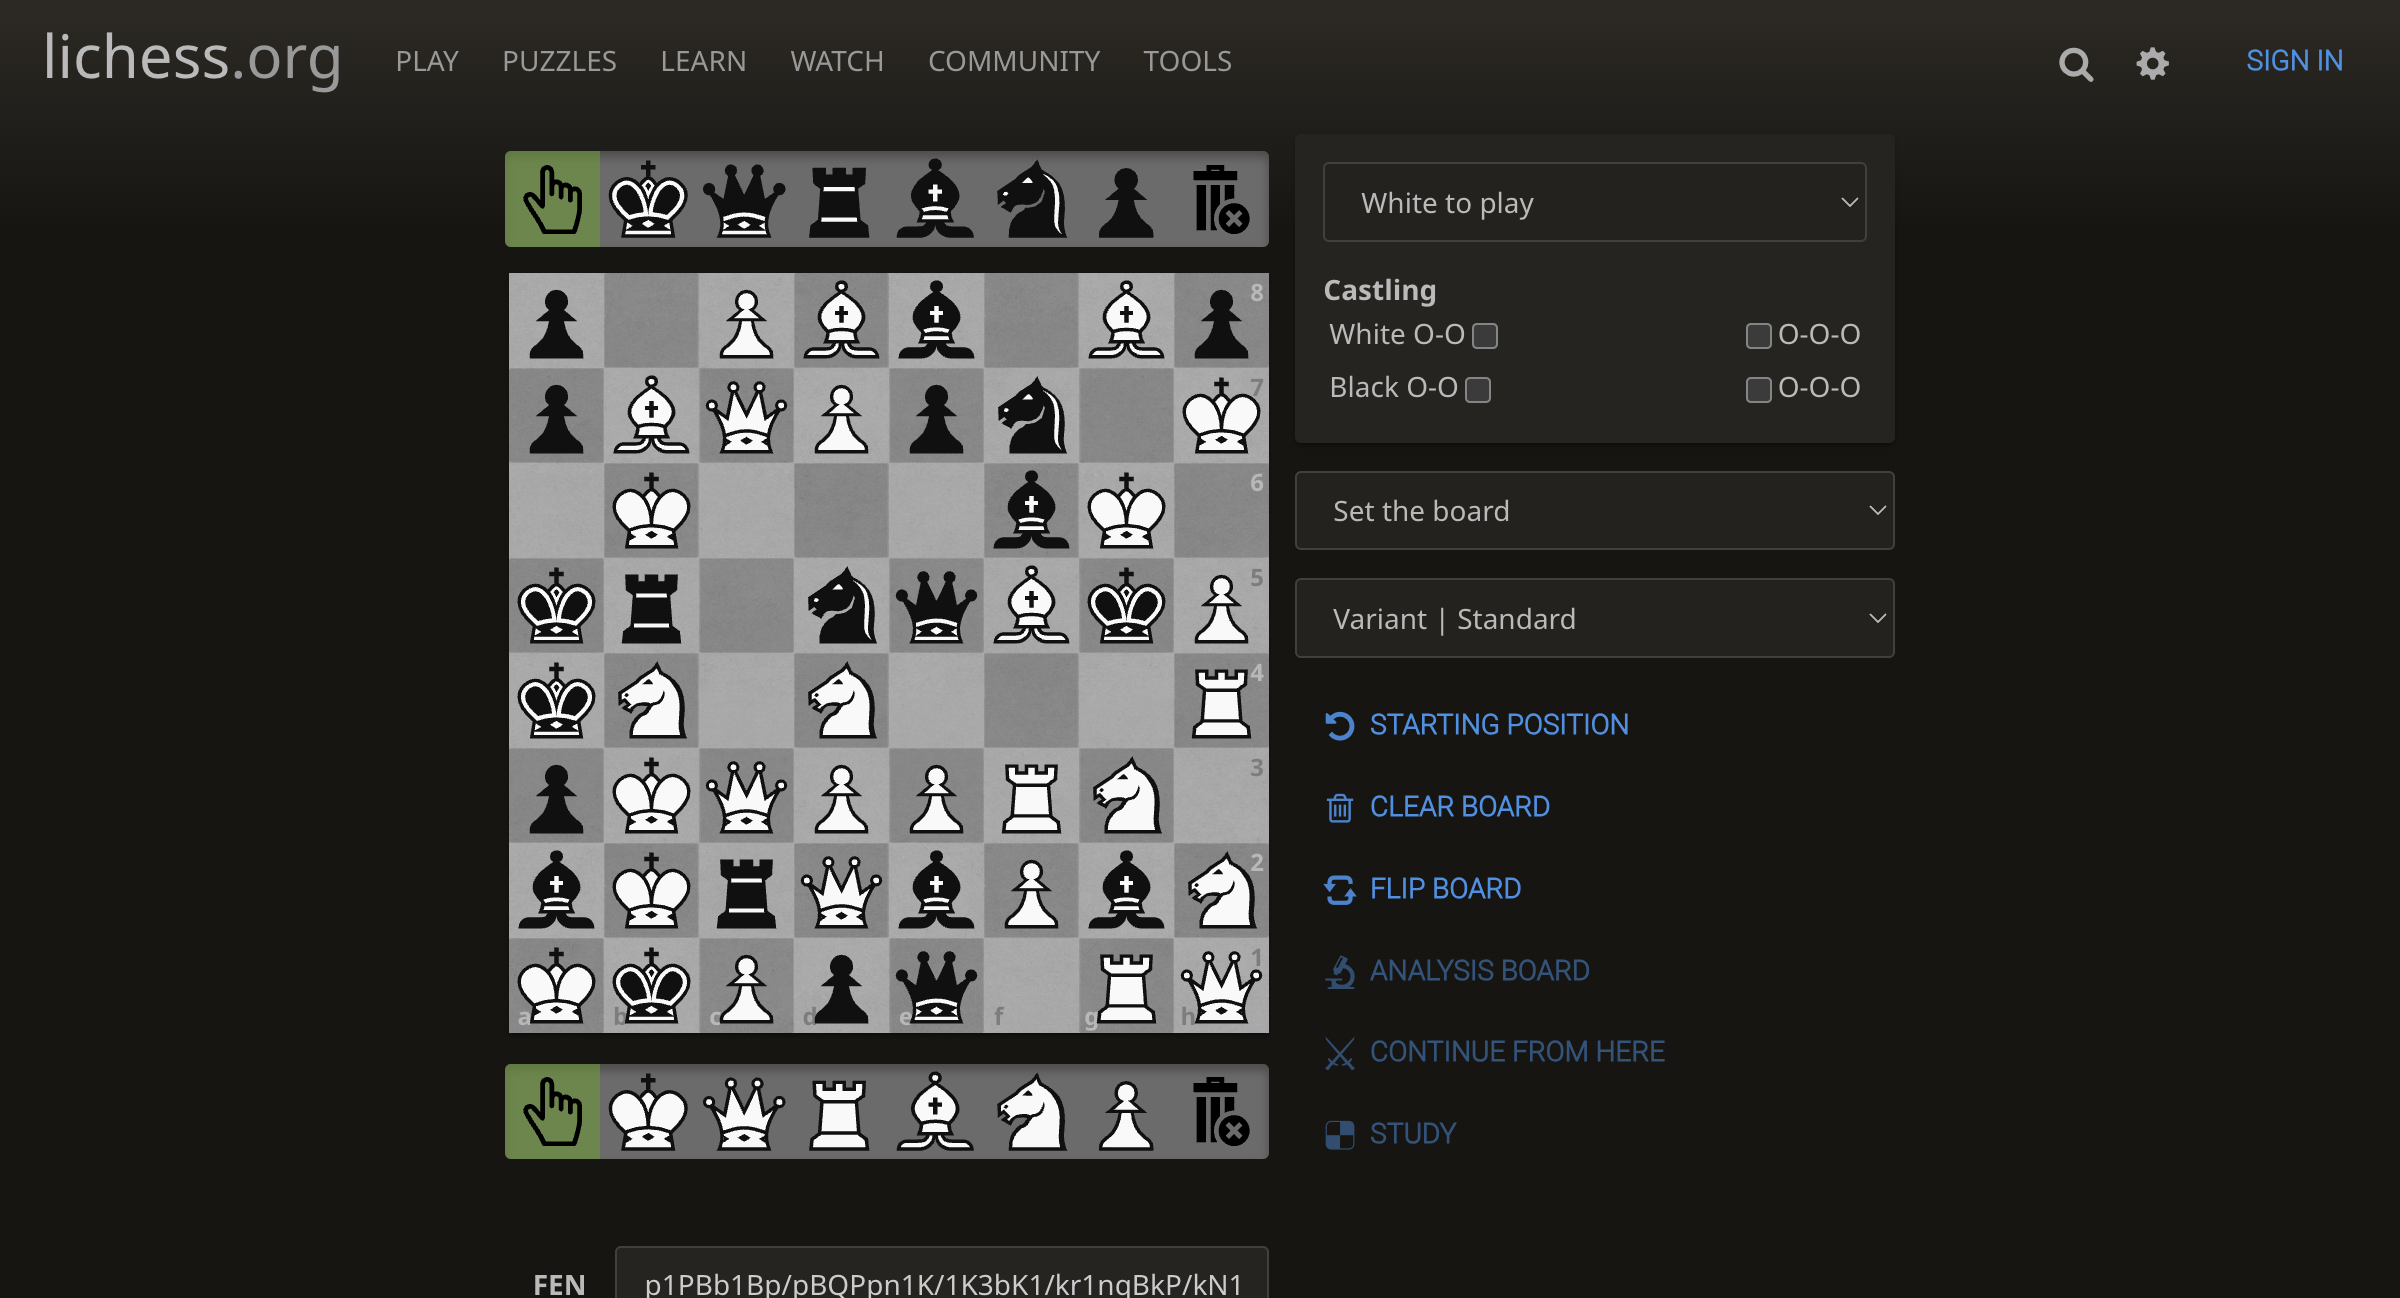 lichess.org PLAY PUZZLES LEARN WATCH COMMUNITY TOOLS SIGN IN
White to play
Castling
White O-O O-O-O
Black O-O O-O-O
Set the board
Variant | Standard
STARTING POSITION
CLEAR BOARD
FLIP BOARD
ANALYSIS BOARD
CONTINUE FROM HERE
STUDY
8
7
6
5
4
3
2
1
a b c d e f g h
FEN p1PBb1Bp/pBQPpn1K/1K3bK1/kr1nqBkP/kN1